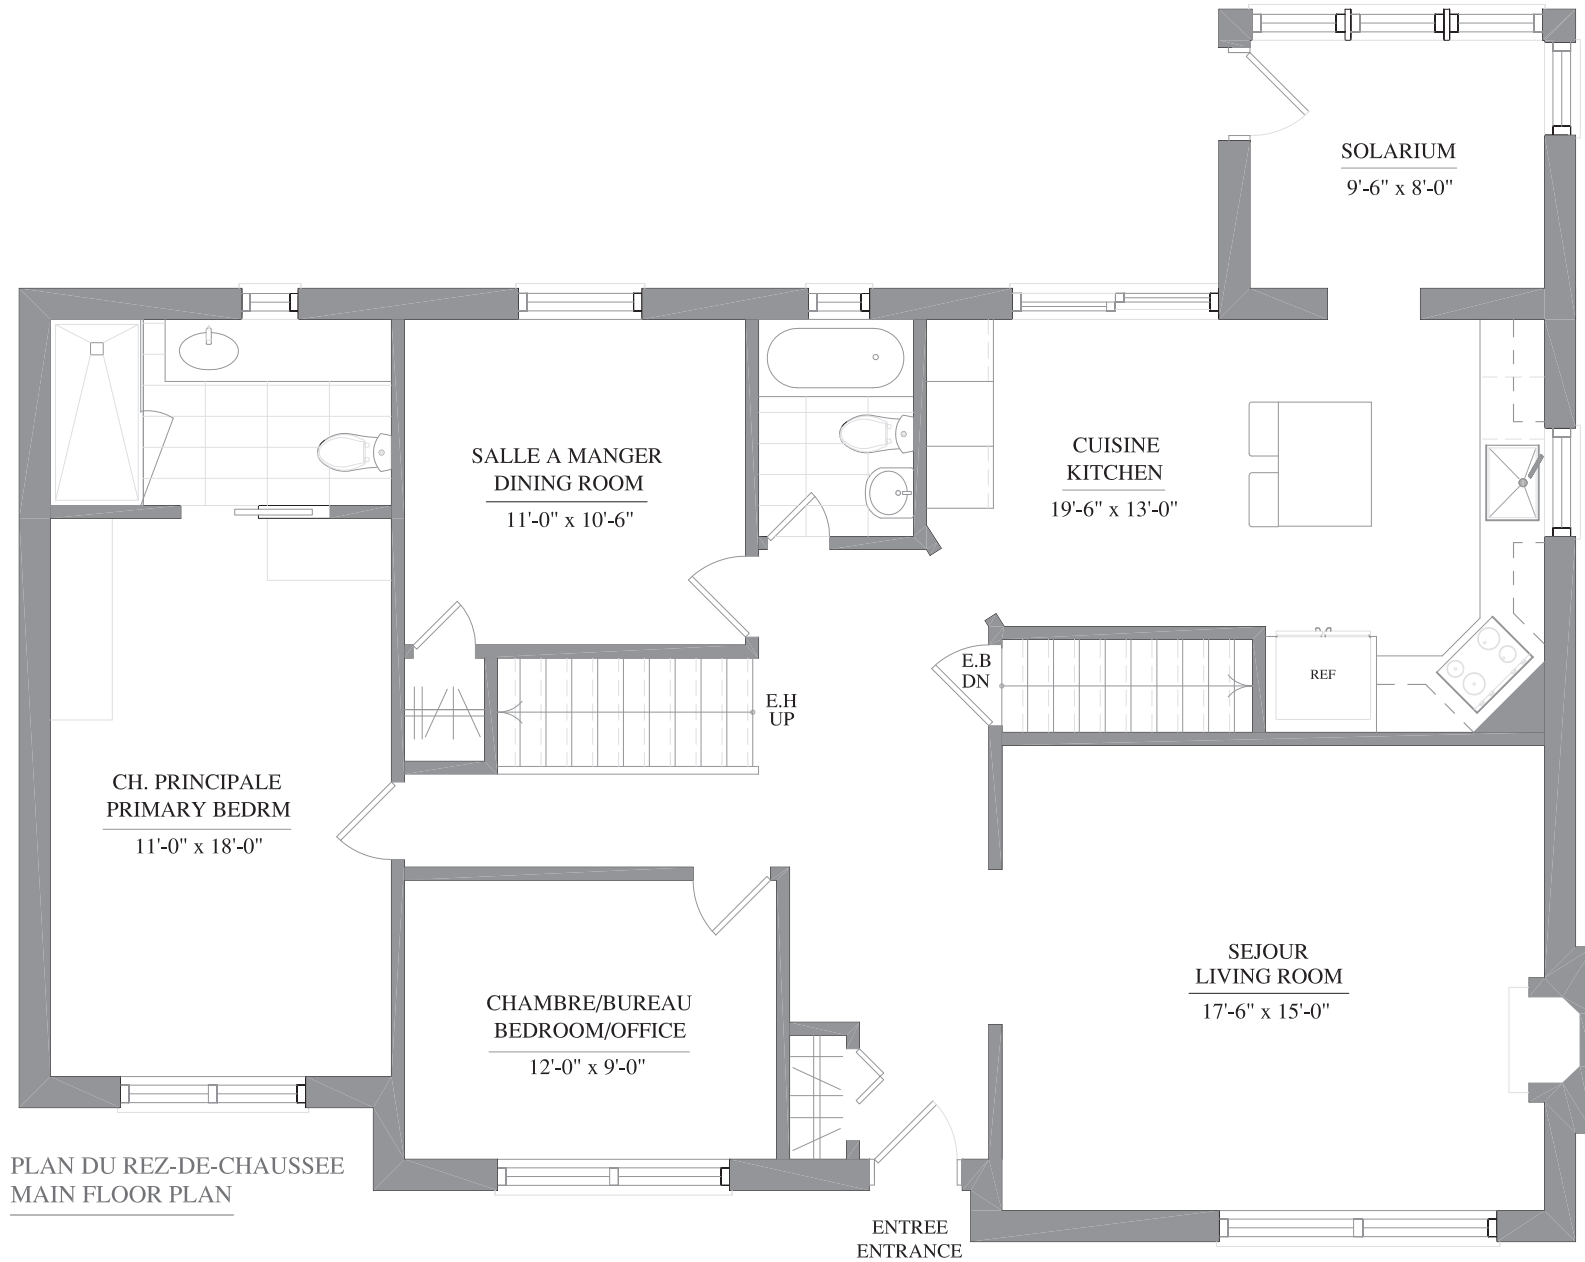 SOLARIUM
9'-6" x 8'-0"
SALLE A MANGER
DINING ROOM
11'-0" x 10'-6"
CUISINE
KITCHEN
19'-6" x 13'-0"
E.B
DN
REF
E.H
UP
CH. PRINCIPALE
PRIMARY BEDRM
11'-0" x 18'-0"
SEJOUR
LIVING ROOM
17'-6" x 15'-0"
CHAMBRE/BUREAU
BEDROOM/OFFICE
12'-0" x 9'-0"
PLAN DU REZ-DE-CHAUSSEE
MAIN FLOOR PLAN
ENTREE
ENTRANCE